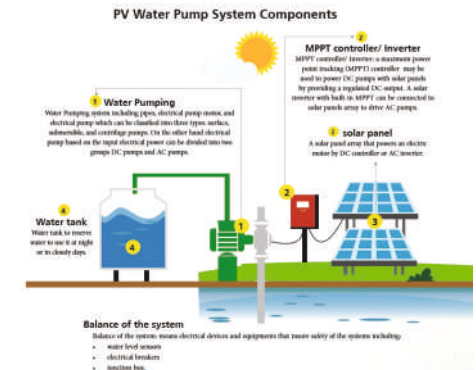 PV Water Pump System Components
2
MPPT controller/ Inverter
MPPT controller/ Inverter: a maximum power
point tracking (MPPT) controller may be
used to power DC pumps with solar panels
by providing a regulated DC output. A solar
inverter with built-in MPPT can be connected to
solar panels array to drive AC pumps.
1 Water Pumping
Water Pumping system including pipes, electrical pump motor, and
electrical pump which can be classified into three types: surface,
submersible, and centrifuge pumps. On the other hand electrical
pump based on the input electrical power can be divided into two
groups DC pumps and AC pumps.
3 solar panel
A solar panel array that powers an electric
motor by DC controller or AC inverter.
4
Water tank
Water tank to reserve
water to use it at night
or in cloudy days.
4
1
2
3
Balance of the system
Balance of the system: means electrical devices and equipments that insure safety of the systems including:
• water level sensors
• electrical breakers
• junction box.